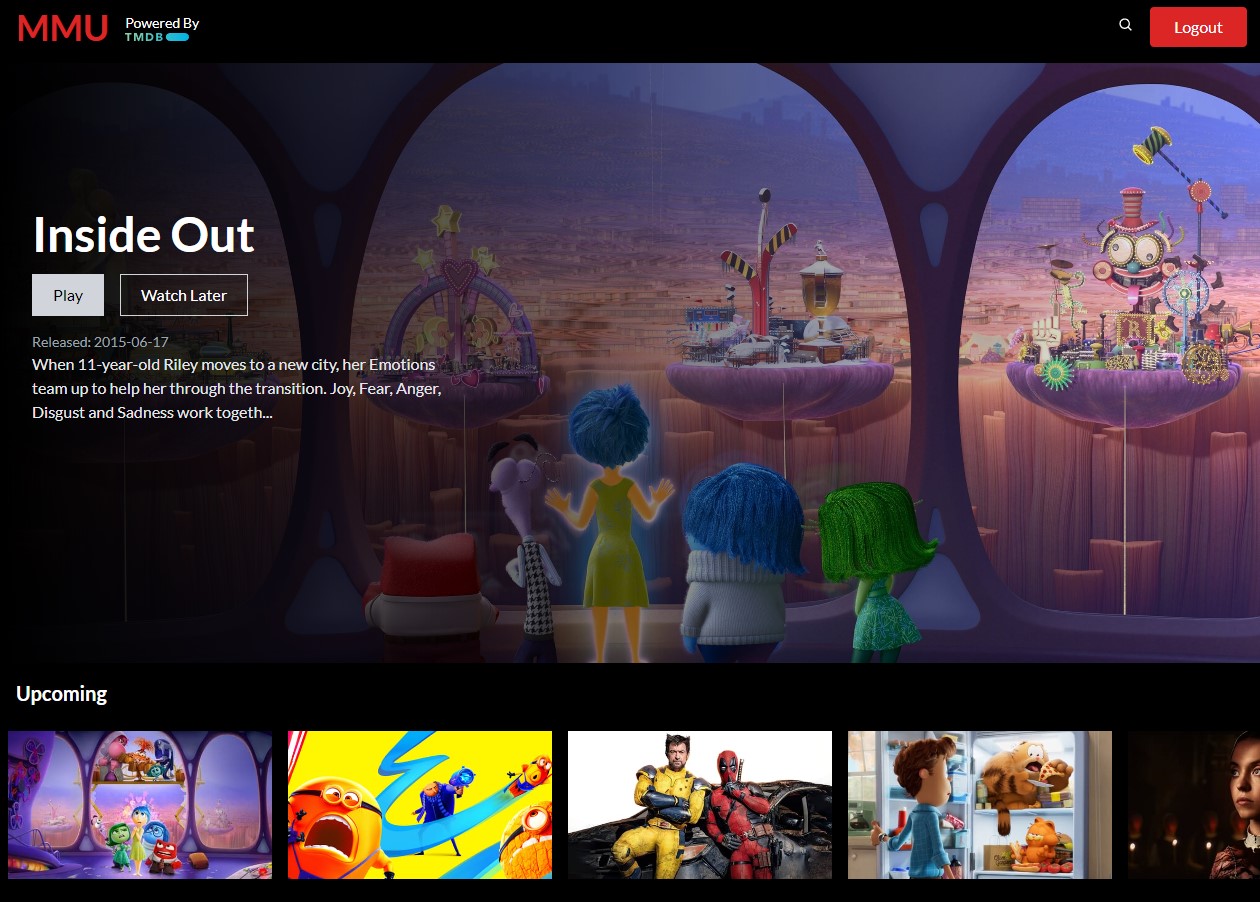 MMU
Powered By
TMDB
Logout
Inside Out
Play
Watch Later
Released: 2015-06-17
When 11-year-old Riley moves to a new city, her Emotions
team up to help her through the transition. Joy, Fear, Anger,
Disgust and Sadness work togeth...
R
Upcoming